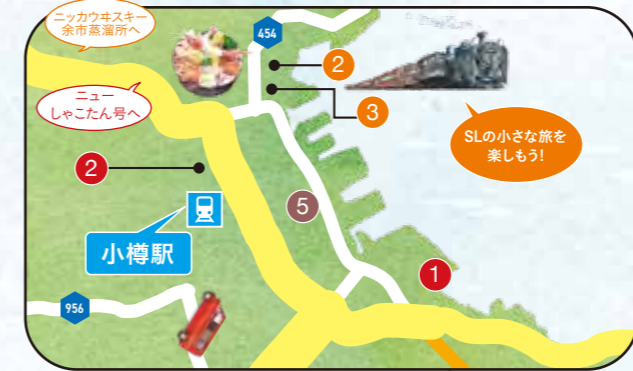 ニッカウヰスキー
余市蒸溜所へ
454
2
3
ニュー
しゃこたん号へ
SLの小さな旅を
楽しもう!
2
5
小樽駅
1
956